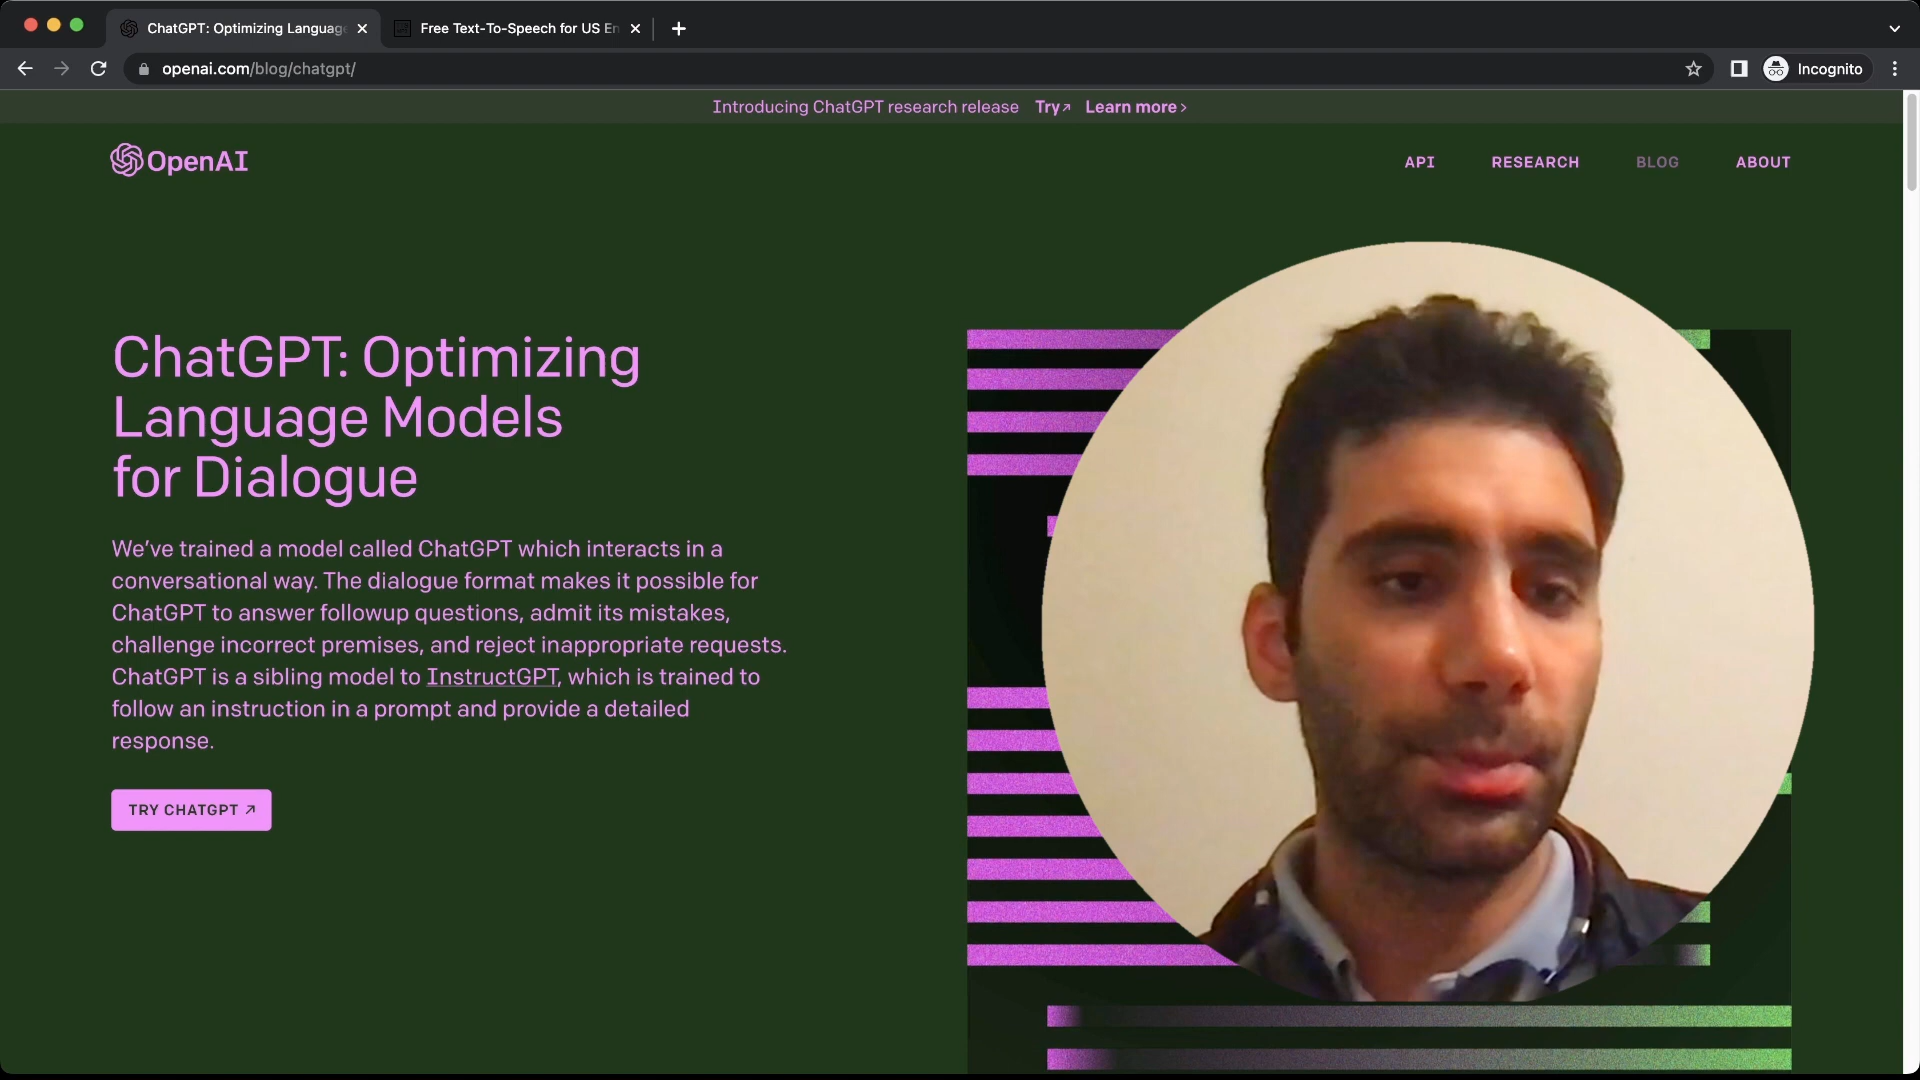 ChatGPT: Optimizing Language
Free Text-To-Speech for US En
openai.com/blog/chatgpt/
Incognito
Introducing ChatGPT research release Try↗ Learn more >
OpenAI
API RESEARCH BLOG ABOUT
ChatGPT: Optimizing
Language Models
for Dialogue
We’ve trained a model called ChatGPT which interacts in a
conversational way. The dialogue format makes it possible for
ChatGPT to answer followup questions, admit its mistakes,
challenge incorrect premises, and reject inappropriate requests.
ChatGPT is a sibling model to InstructGPT, which is trained to
follow an instruction in a prompt and provide a detailed
response.
TRY CHATGPT ↗